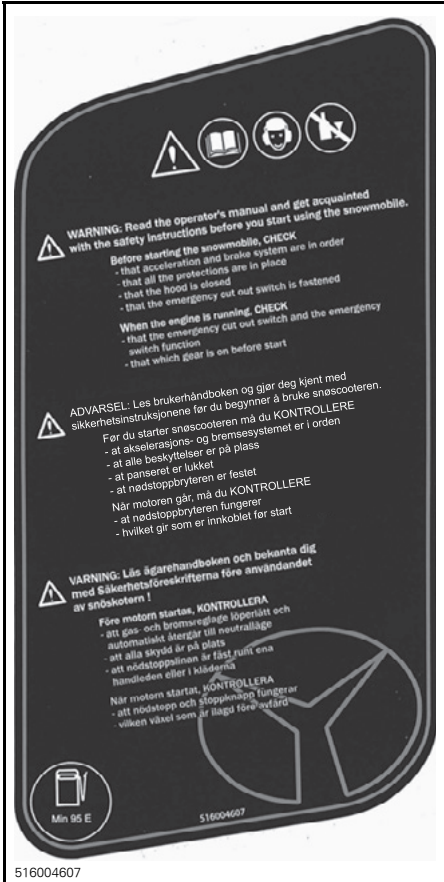 WARNING: Read the operator's manual and get acquainted
with the safety instructions before you start using the snowmobile.
Before starting the snowmobile, CHECK
- that acceleration and brake system are in order
- that all the protections are in place
- that the hood is closed
- that the emergency cut out switch is fastened
When the engine is running, CHECK
- that the emergency cut out switch and the emergency
switch function
- that which gear is on before start
ADVARSEL: Les brukerhåndboken og gjør deg kjent med
sikkerhetsinstruksjonene før du begynner å bruke snøscooteren.
Før du starter snøscooteren må du KONTROLLERE
- at akselerasjons- og bremsesystemet er i orden
- at alle beskyttelser er på plass
- at panseret er lukket
- at nødstoppbryteren er festet
Når motoren går, må du KONTROLLERE
- at nødstoppbryteren fungerer
- hvilket gir som er innkoblet før start
VARNING: Läs ägarehandboken och bekanta dig
med Säkerhetsföreskrifterna före användandet
av snöskotern !
Före motorn startas, KONTROLLERA
- att gas- och bromsreglage löperlätt och
automatiskt återgår till neutralläge
- att alla skydd är på plats
- att nödstoppslinan är fäst runt ena
handleden eller i kläderna
När motorn startat, KONTROLLERA
- att nödstopp och stoppknapp fungerar
- vilken växel som är ilagd före avfärd
Min 95 E
516004607
516004607